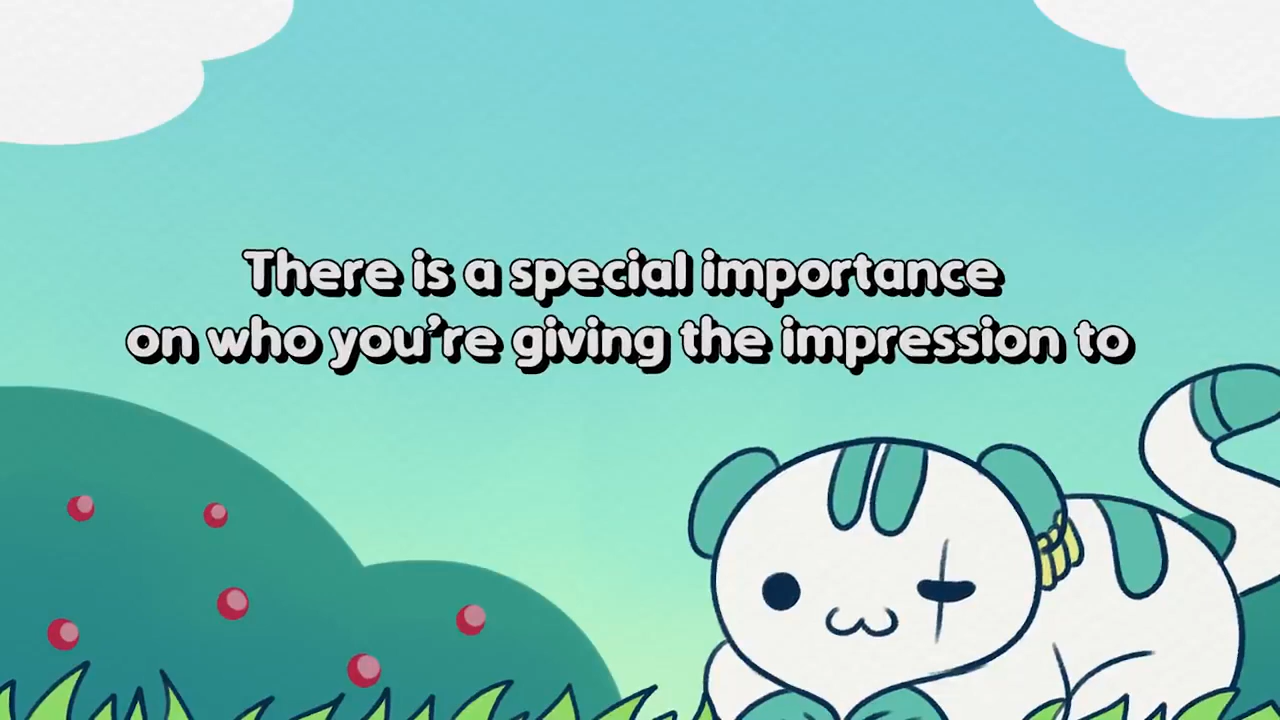 There is a special importance
on who you’re giving the impression to